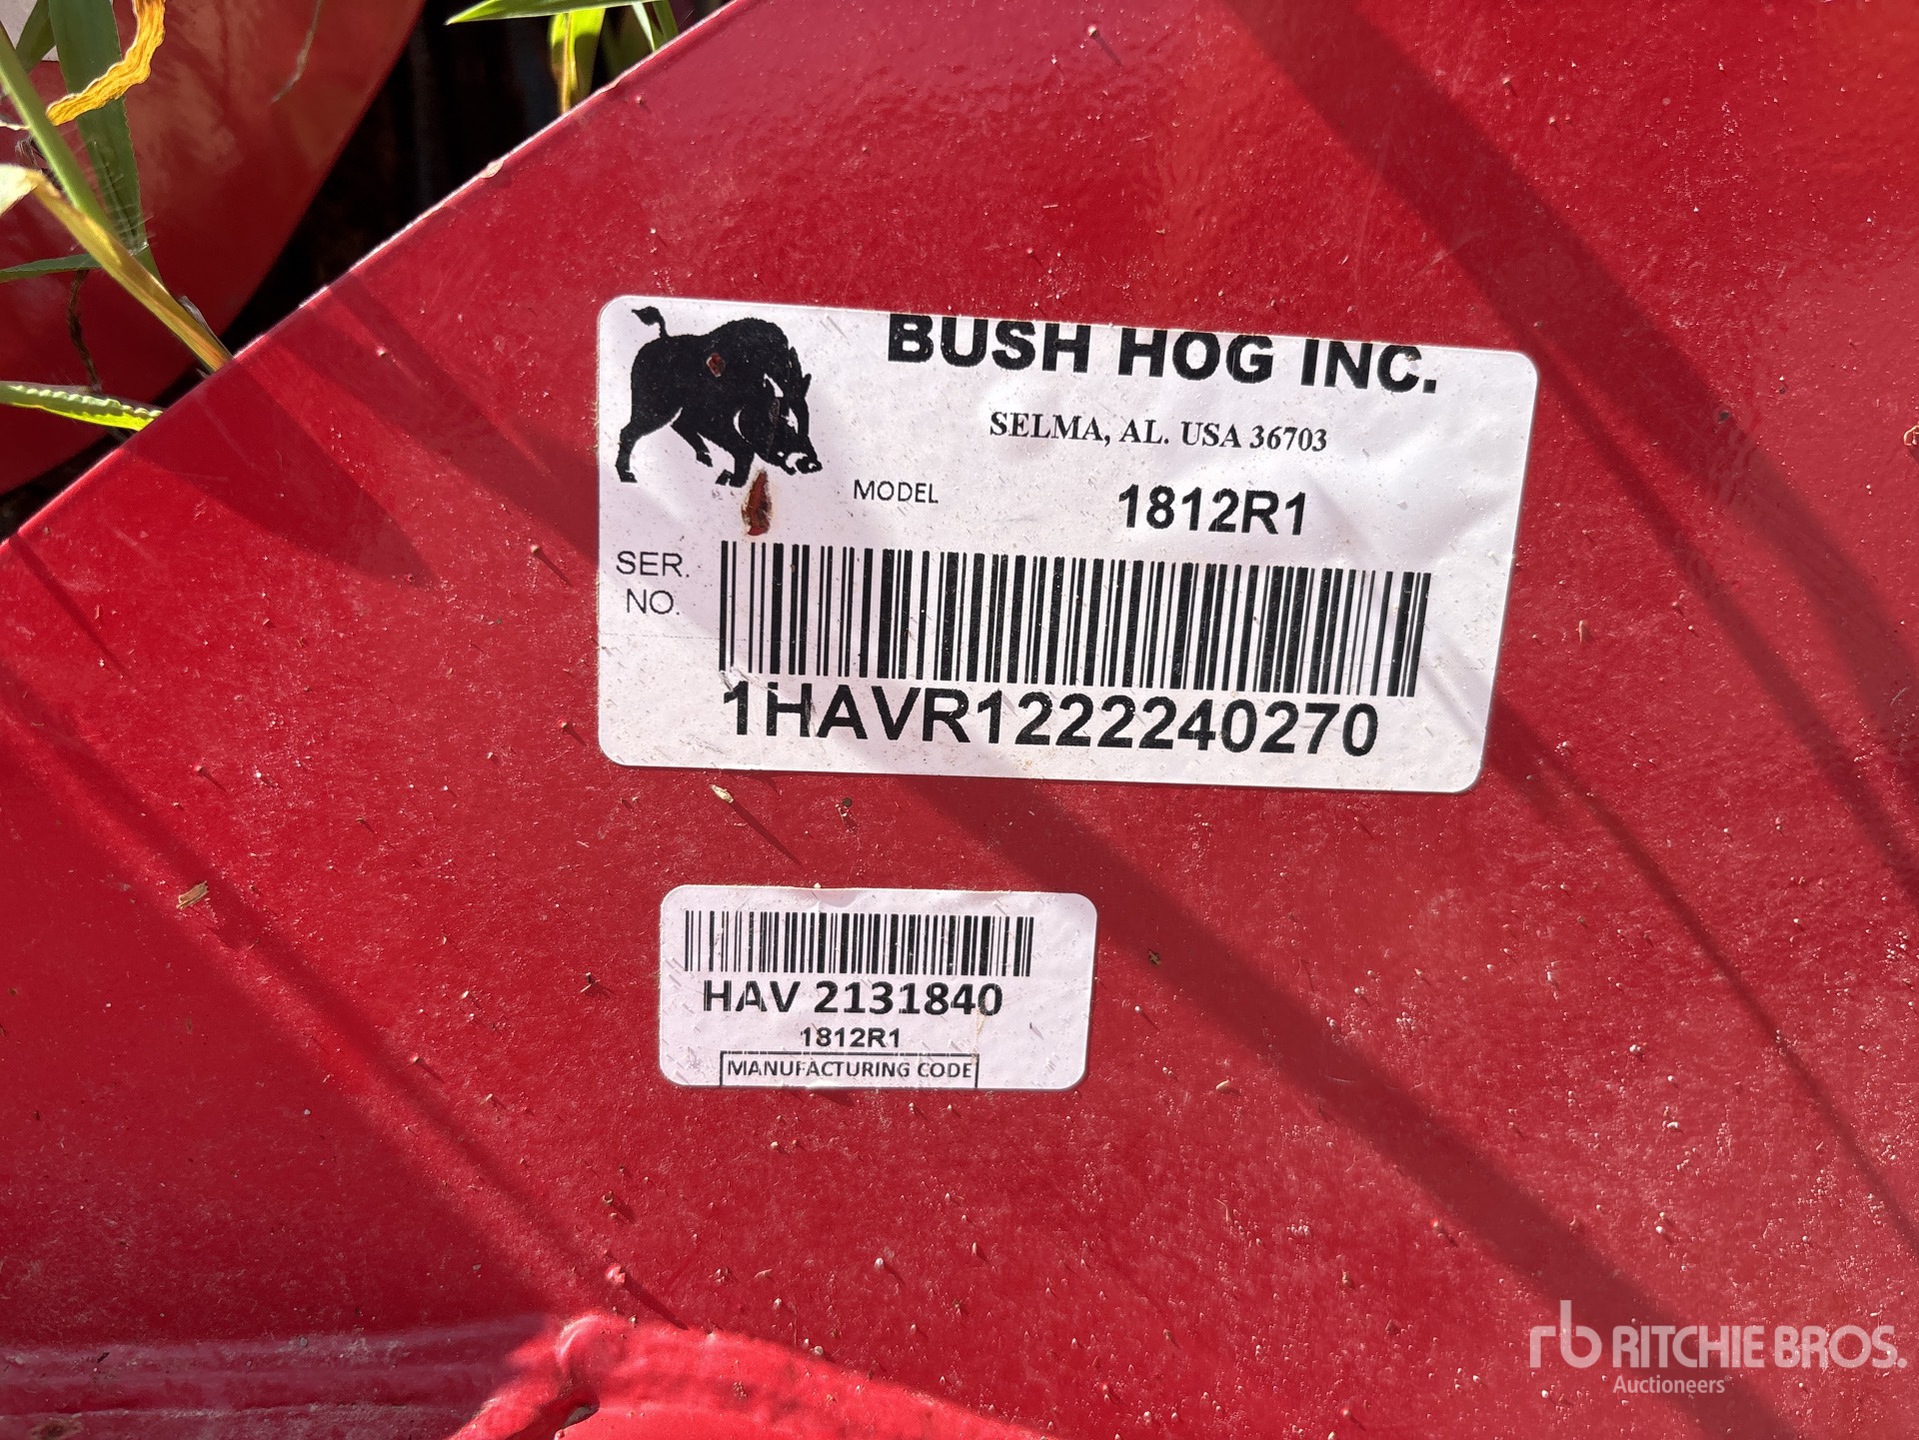 BUSH HOG INC.
SELMA, AL. USA 36703
MODEL 1812R1
SER.
NO.
1HAVR1222240270
HAV 2131840
1812R1
MANUFACTURING CODE
rb RITCHIE BROS.
Auctioneers